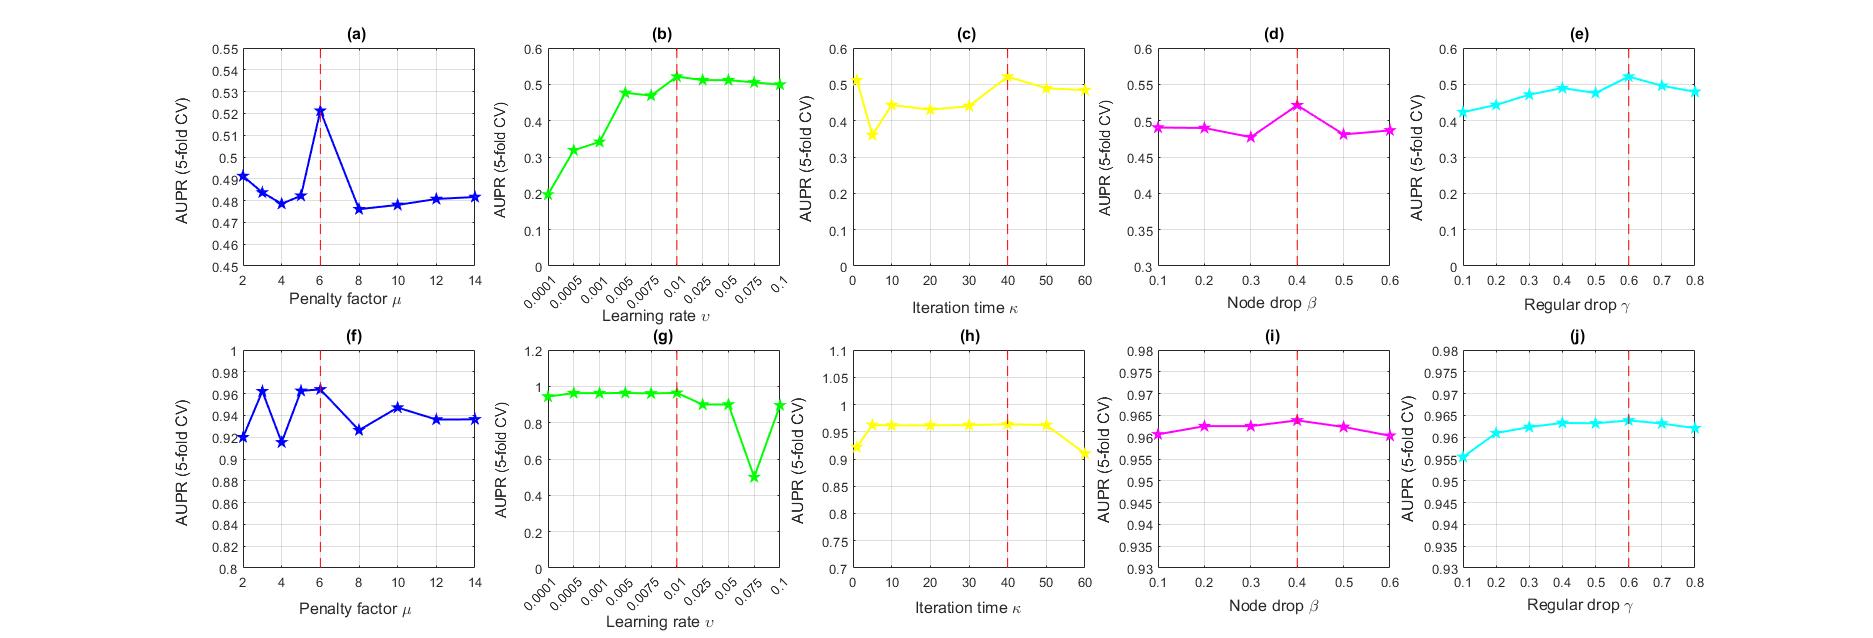 (a)
AUPR (5-fold CV)
0.55
0.54
0.53
0.52
0.51
0.5
0.49
0.48
0.47
0.46
0.45
2 4 6 8 10 12 14
Penalty factor μ
(b)
AUPR (5-fold CV)
0.6
0.5
0.4
0.3
0.2
0.1
0
0.0001 0.0005 0.001 0.005 0.0075 0.01 0.025 0.05 0.075 0.1
Learning rate υ
(c)
AUPR (5-fold CV)
0.6
0.5
0.4
0.3
0.2
0.1
0
0 10 20 30 40 50 60
Iteration time κ
(d)
AUPR (5-fold CV)
0.6
0.55
0.5
0.45
0.4
0.35
0.3
0.1 0.2 0.3 0.4 0.5 0.6
Node drop β
(e)
AUPR (5-fold CV)
0.6
0.5
0.4
0.3
0.2
0.1
0
0.1 0.2 0.3 0.4 0.5 0.6 0.7 0.8
Regular drop γ
(f)
AUPR (5-fold CV)
1
0.98
0.96
0.94
0.92
0.9
0.88
0.86
0.84
0.82
0.8
2 4 6 8 10 12 14
Penalty factor μ
(g)
AUPR (5-fold CV)
1.2
1
0.8
0.6
0.4
0.2
0
0.0001 0.0005 0.001 0.005 0.0075 0.01 0.025 0.05 0.075 0.1
Learning rate υ
(h)
AUPR (5-fold CV)
1.1
1.05
1
0.95
0.9
0.85
0.8
0.75
0.7
0 10 20 30 40 50 60
Iteration time κ
(i)
AUPR (5-fold CV)
0.98
0.975
0.97
0.965
0.96
0.955
0.95
0.945
0.94
0.935
0.93
0.1 0.2 0.3 0.4 0.5 0.6
Node drop β
(j)
AUPR (5-fold CV)
0.98
0.975
0.97
0.965
0.96
0.955
0.95
0.945
0.94
0.935
0.93
0.1 0.2 0.3 0.4 0.5 0.6 0.7 0.8
Regular drop γ